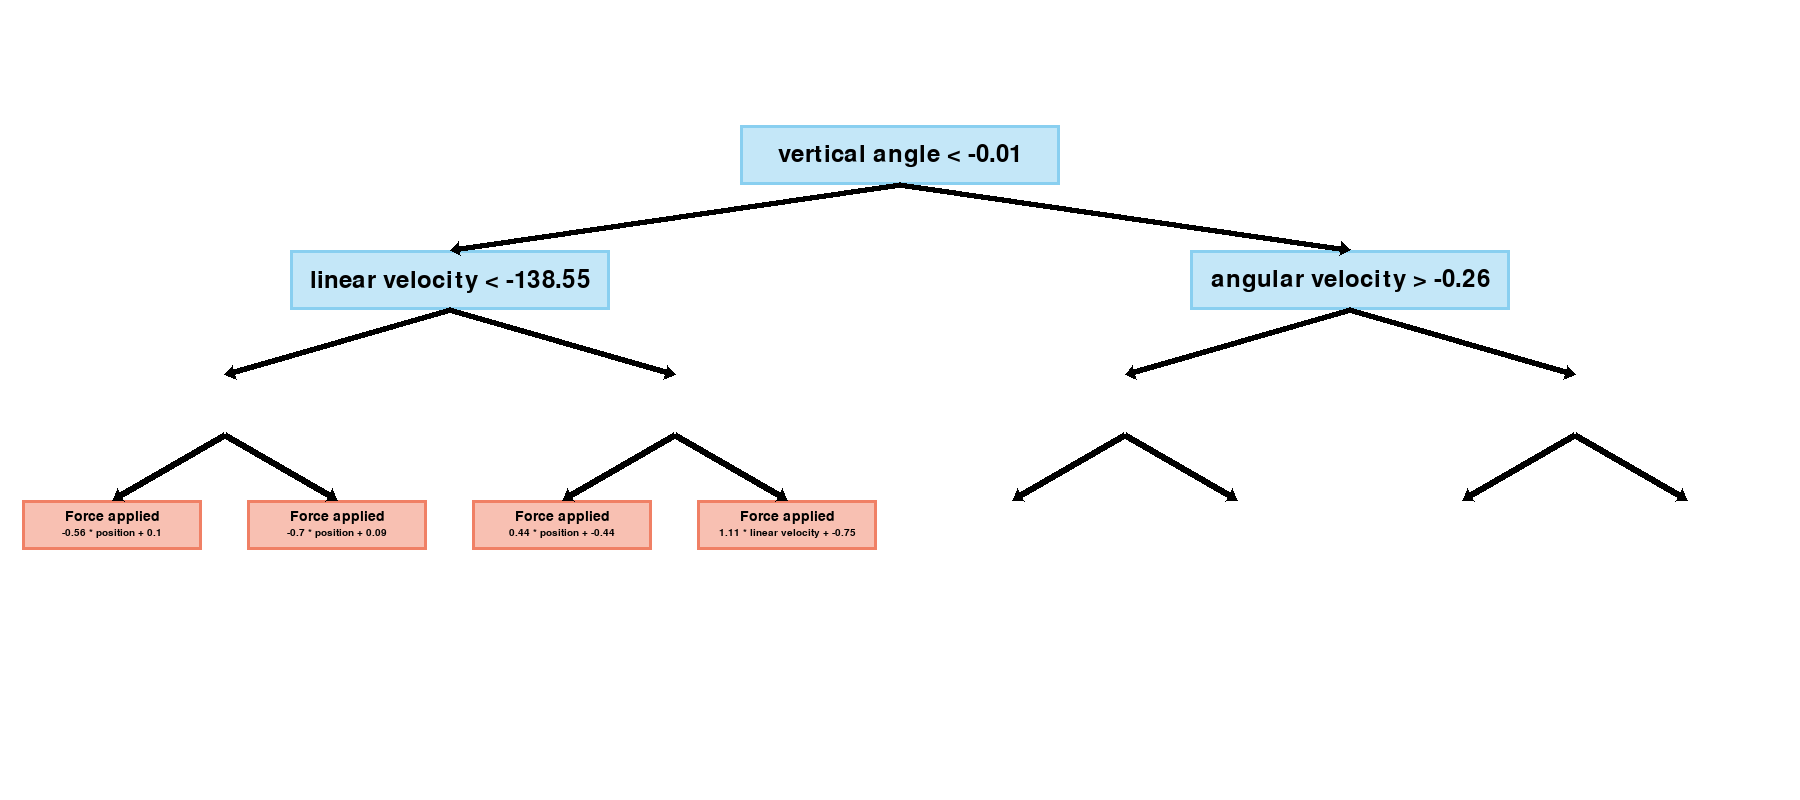 vertical angle < -0.01
linear velocity < -138.55
angular velocity > -0.26
Force applied
-0.56 * position + 0.1
Force applied
-0.7 * position + 0.09
Force applied
0.44 * position + -0.44
Force applied
1.11 * linear velocity + -0.75